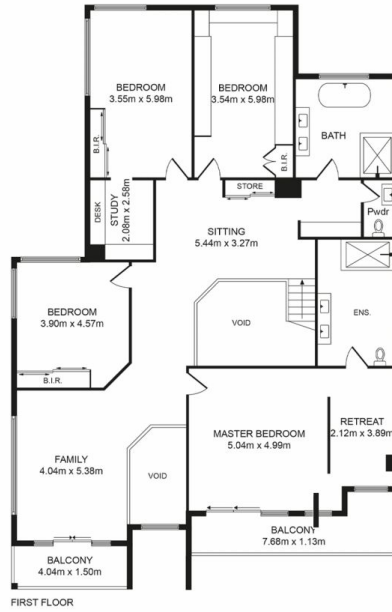 BEDROOM
3.55m x 5.98m
BEDROOM
3.54m x 5.98m
BATH
B.I.R.
B.I.R.
STORE
DESK
STUDY
2.08m x 2.58m
Pwdr
SITTING
5.44m x 3.27m
BEDROOM
3.90m x 4.57m
VOID
ENS.
B.I.R.
MASTER BEDROOM
5.04m x 4.99m
RETREAT
2.12m x 3.89m
FAMILY
4.04m x 5.38m
VOID
BALCONY
7.68m x 1.13m
BALCONY
4.04m x 1.50m
FIRST FLOOR